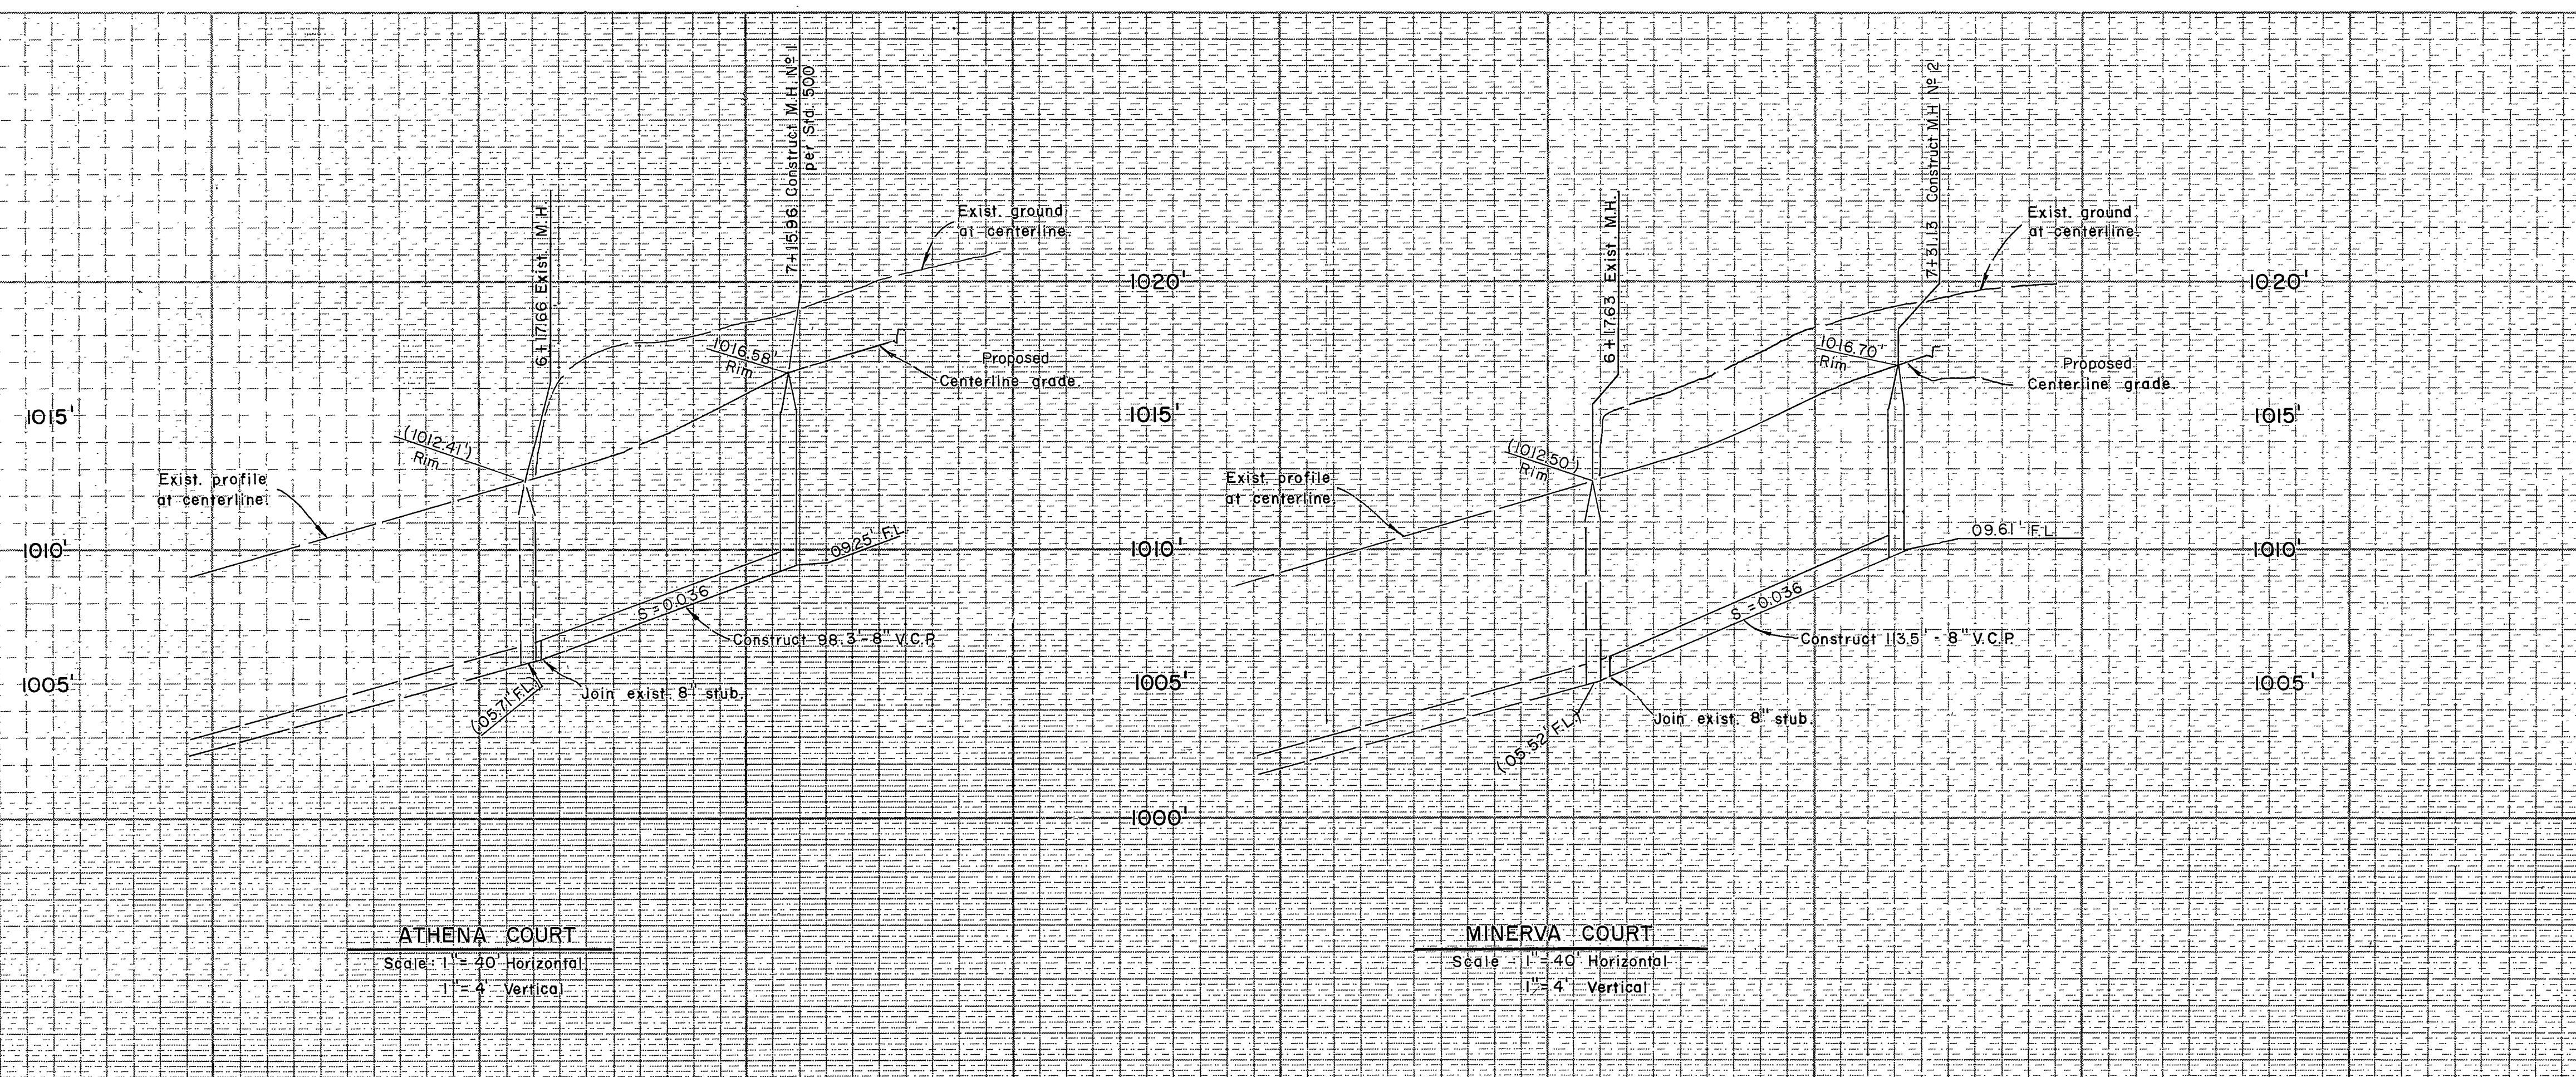 6+17.66 Exist. M.H.
7+15.96 Construct M.H. Nº 1
per Std. 500
Exist. ground
at centerline.
1016.58'
Rim
Proposed
Centerline grade.
(1012.41')
Rim
Exist. profile
at centerline.
1015'
1010'
1005'
09.25' F.L.
S = 0.036
Construct 98.3'-8" V.C.P.
Join exist. 8" stub.
(05.71' F.L.)
ATHENA COURT
Scale: 1" = 40' Horizontal
1" = 4' Vertical
1020'
1015'
1010'
1005'
1000'
6+17.63 Exist. M.H.
7+31.13 Construct M.H. Nº 2
Exist. ground
at centerline.
1016.70'
Rim
Proposed
Centerline grade.
(1012.50')
Rim
Exist. profile
at centerline.
09.61' F.L.
S = 0.036
Construct 113.5' - 8" V.C.P.
Join exist. 8" stub.
(05.52' F.L.)
MINERVA COURT
Scale : 1" = 40' Horizontal
1" = 4' Vertical
1020'
1015'
1010'
1005'